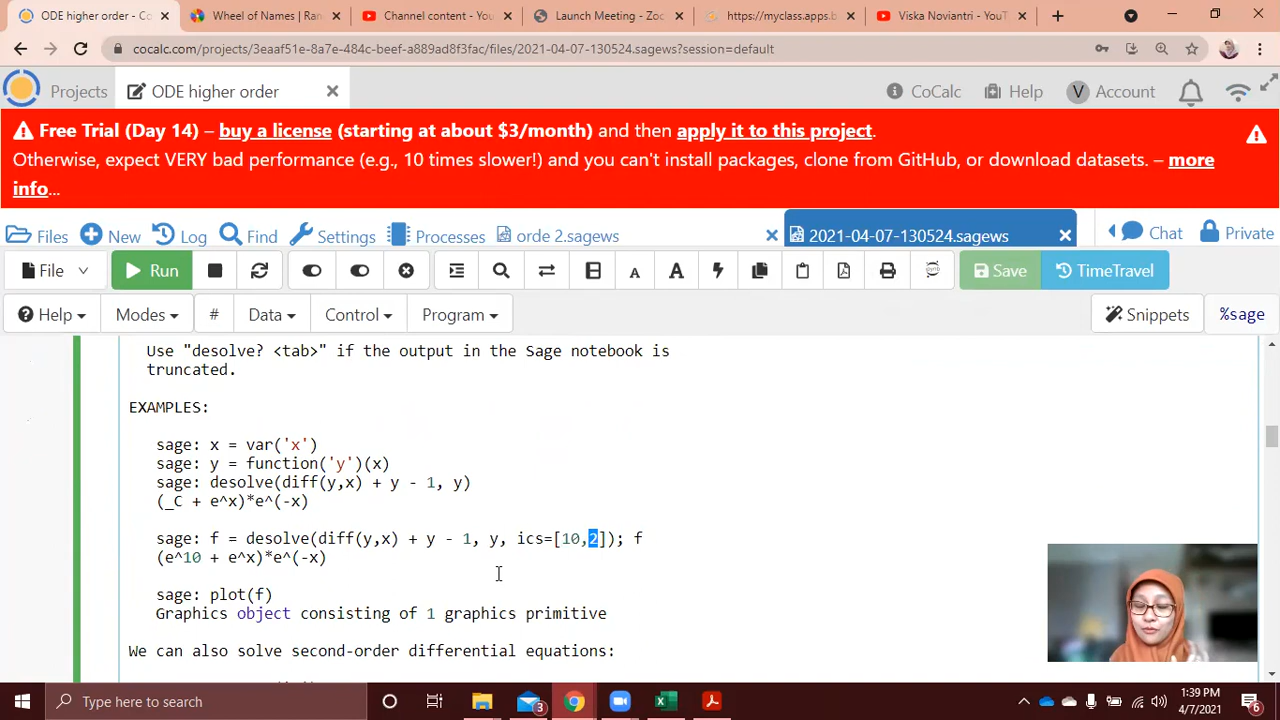 ODE higher order - Co
Wheel of Names | Ran
Channel content - You
Launch Meeting - Zoo
https://myclass.apps.b
Viska Noviantri - YouT
cocalc.com/projects/3eaaf51e-8a7e-484c-beef-a889ad8f3fac/files/2021-04-07-130524.sagews?session=default
Projects
ODE higher order
CoCalc
Help
V Account
Free Trial (Day 14) – buy a license (starting at about $3/month) and then apply it to this project.
Otherwise, expect VERY bad performance (e.g., 10 times slower!) and you can't install packages, clone from GitHub, or download datasets. – more
info...
Files
New
Log
Find
Settings
Processes
orde 2.sagews
2021-04-07-130524.sagews
Chat
Private
File
Run
A
A
Save
TimeTravel
Help
Modes
#
Data
Control
Program
Snippets
%sage
Use "desolve? <tab>" if the output in the Sage notebook is
truncated.
EXAMPLES:
sage: x = var('x')
sage: y = function('y')(x)
sage: desolve(diff(y,x) + y - 1, y)
(_C + e^x)*e^(-x)
sage: f = desolve(diff(y,x) + y - 1, y, ics=[10,2]); f
(e^10 + e^x)*e^(-x)
sage: plot(f)
Graphics object consisting of 1 graphics primitive
We can also solve second-order differential equations:
Type here to search
3
1:39 PM
4/7/2021
6